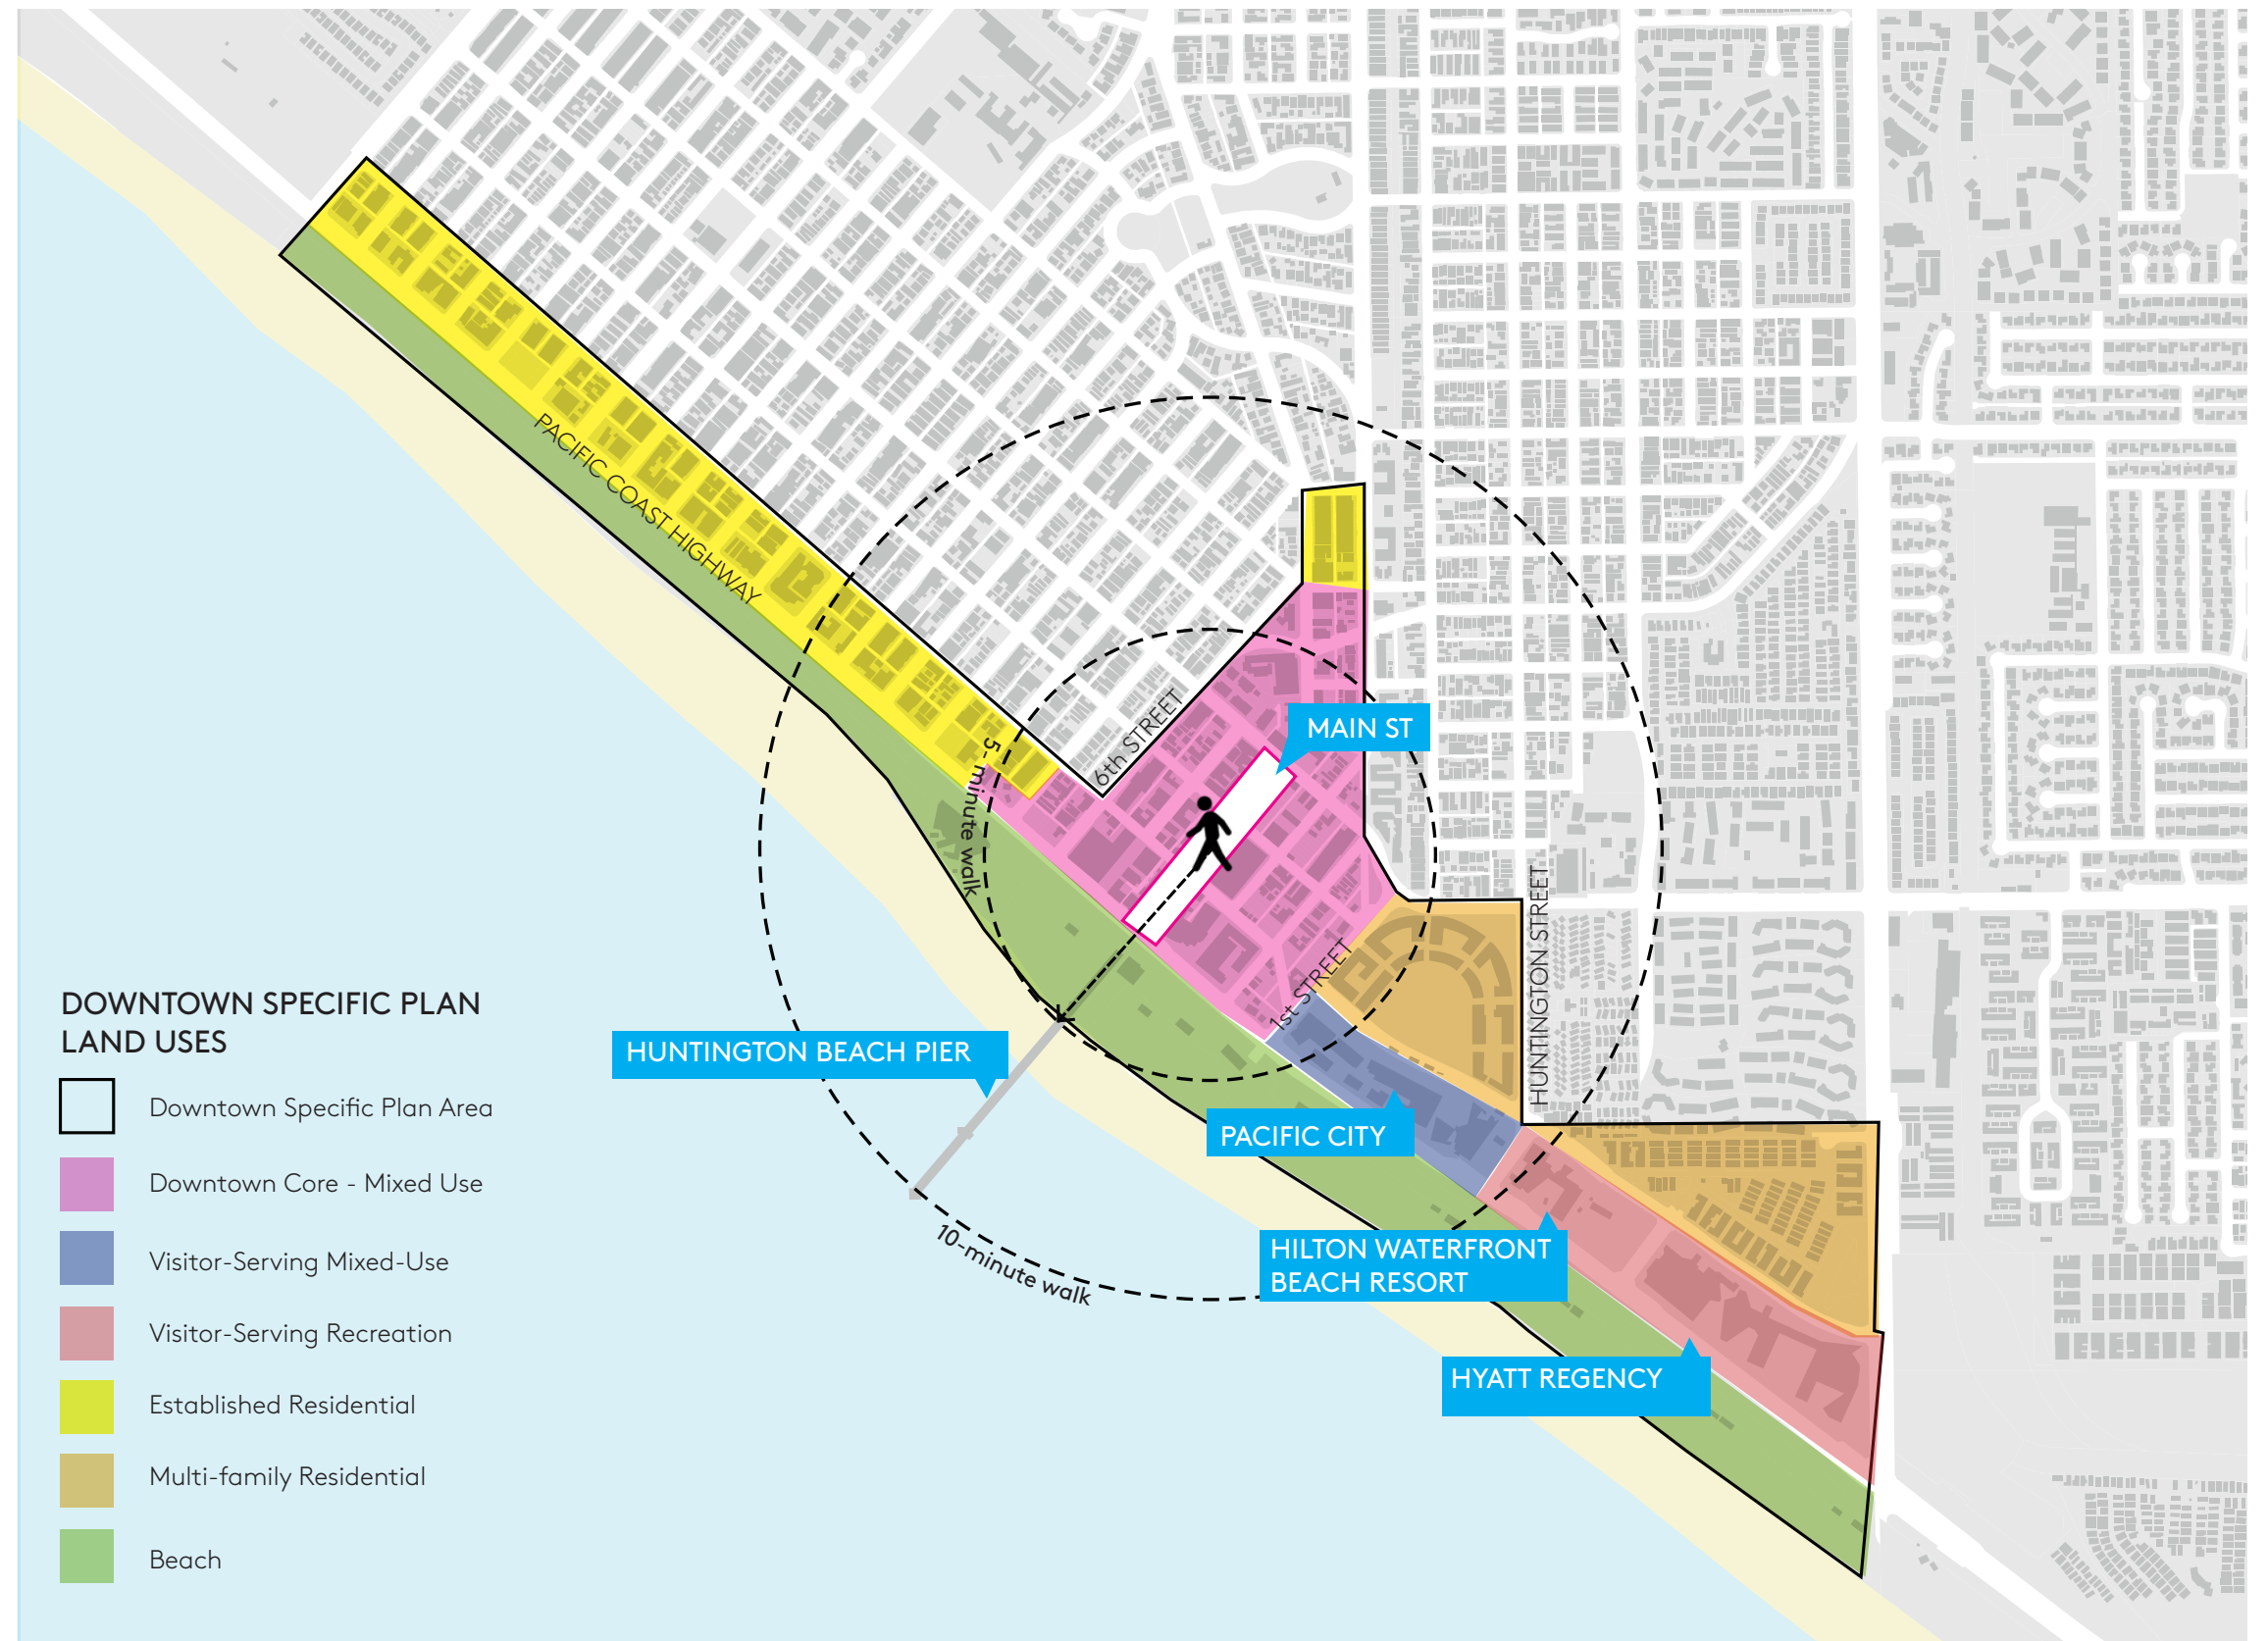 PACIFIC COAST HIGHWAY
6th STREET
MAIN ST
5- minute walk
1st STREET
HUNTINGTON STREET
HUNTINGTON BEACH PIER
PACIFIC CITY
10-minute walk
HILTON WATERFRONT
BEACH RESORT
HYATT REGENCY
DOWNTOWN SPECIFIC PLAN
LAND USES
Downtown Specific Plan Area
Downtown Core - Mixed Use
Visitor-Serving Mixed-Use
Visitor-Serving Recreation
Established Residential
Multi-family Residential
Beach